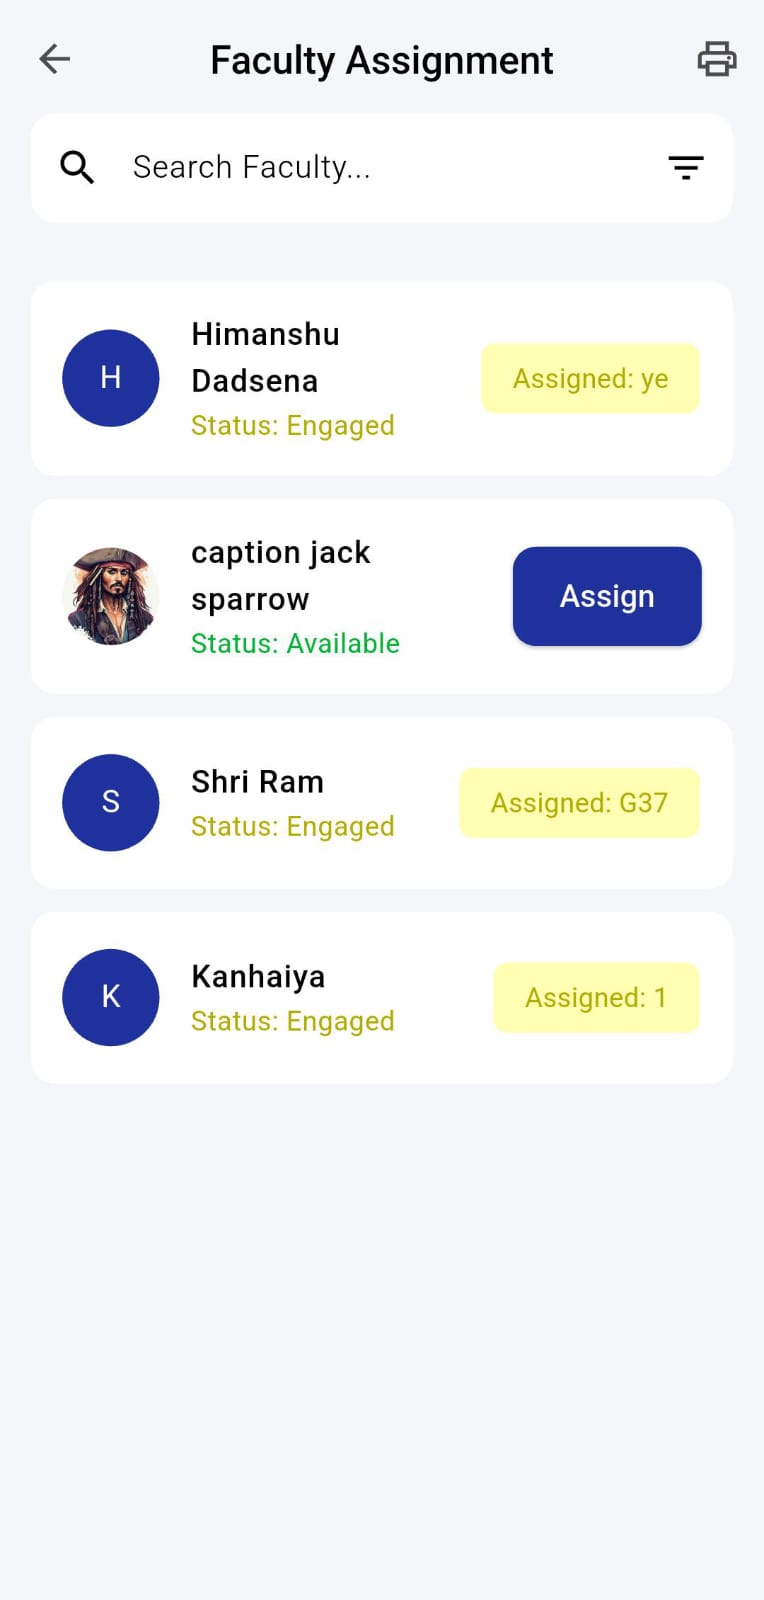 Faculty Assignment
Search Faculty...
H
Himanshu
Dadsena
Status: Engaged
Assigned: ye
caption jack
sparrow
Status: Available
Assign
S
Shri Ram
Status: Engaged
Assigned: G37
K
Kanhaiya
Status: Engaged
Assigned: 1